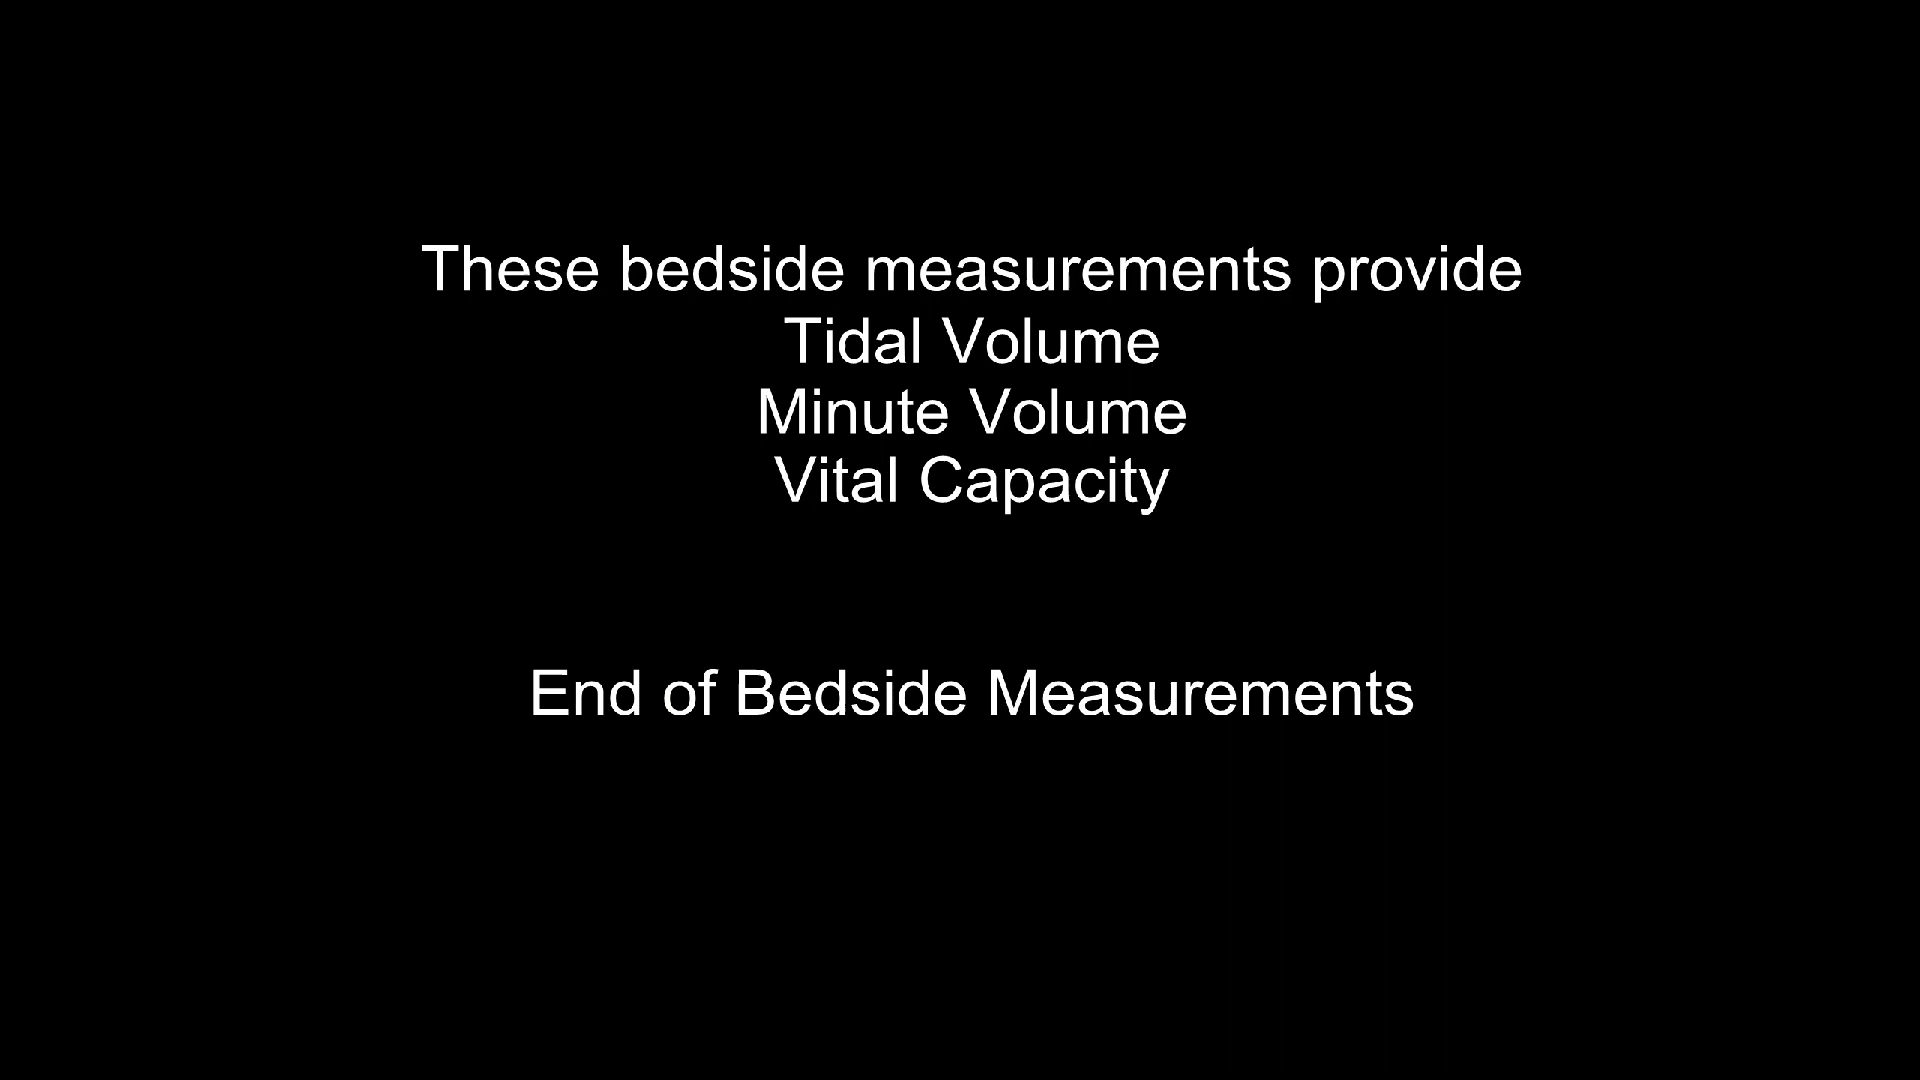 These bedside measurements provide
Tidal Volume
Minute Volume
Vital Capacity
End of Bedside Measurements